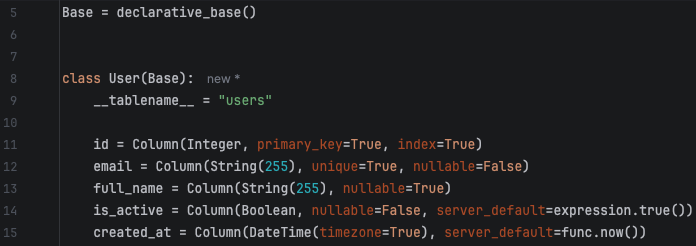 5 Base = declarative_base()
6
7
8 class User(Base): new *
9 __tablename__ = "users"
10
11 id = Column(Integer, primary_key=True, index=True)
12 email = Column(String(255), unique=True, nullable=False)
13 full_name = Column(String(255), nullable=True)
14 is_active = Column(Boolean, nullable=False, server_default=expression.true())
15 created_at = Column(DateTime(timezone=True), server_default=func.now())